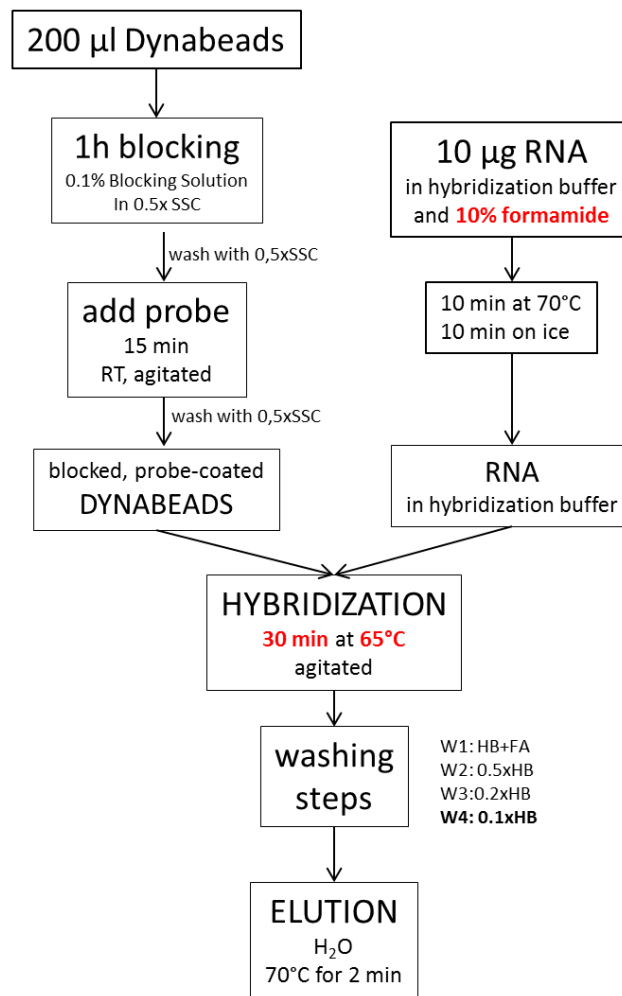 200 µl Dynabeads
1h blocking
0.1% Blocking Solution
In 0.5x SSC
wash with 0,5xSSC
add probe
15 min
RT, agitated
wash with 0,5xSSC
blocked, probe-coated
DYNABEADS
10 µg RNA
in hybridization buffer
and 10% formamide
10 min at 70°C
10 min on ice
RNA
in hybridization buffer
HYBRIDIZATION
30 min at 65°C
agitated
washing
steps
W1: HB+FA
W2: 0.5xHB
W3:0.2xHB
W4: 0.1xHB
ELUTION
H₂O
70°C for 2 min